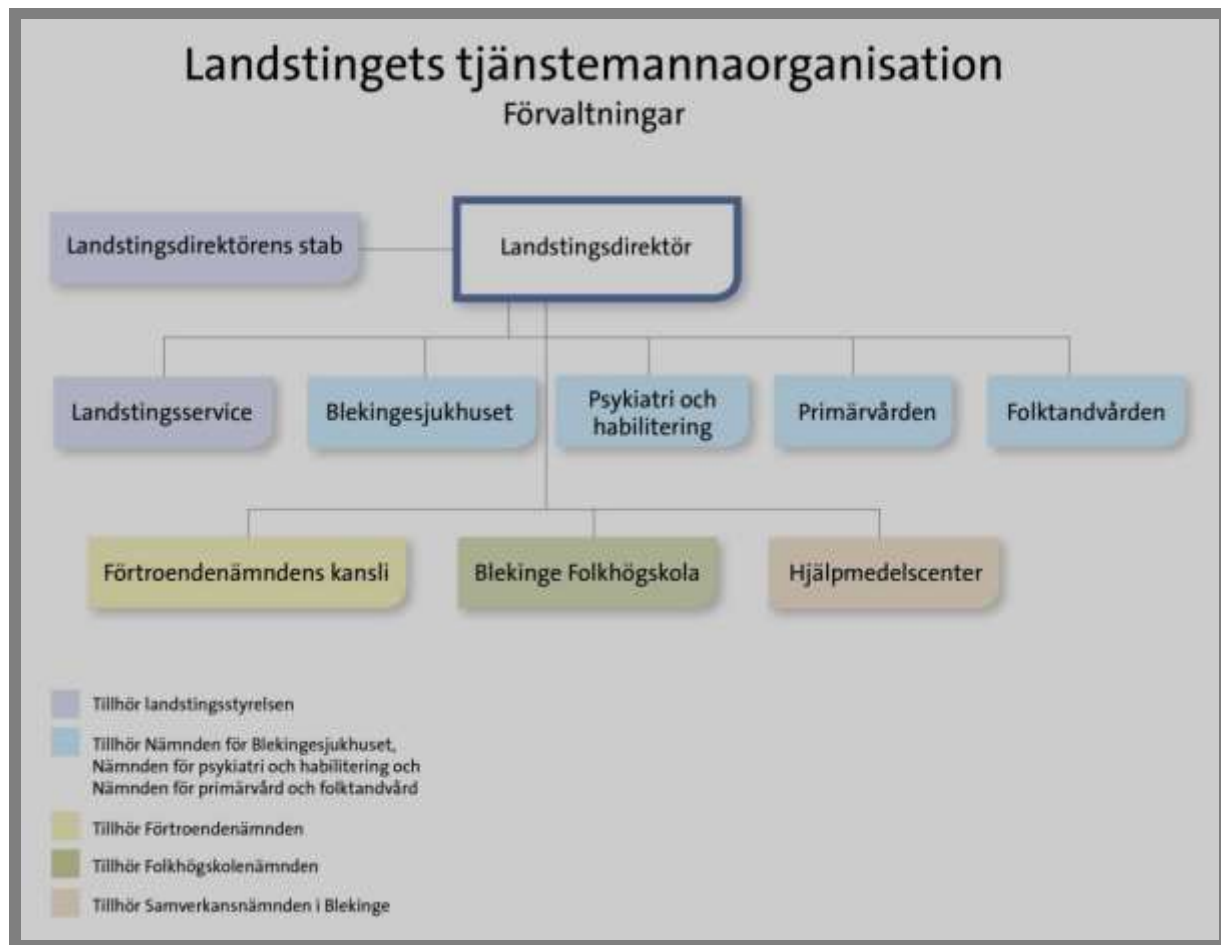 Landstingets tjänstemannaorganisation
Förvaltningar
Landstingsdirektörens stab
Landstingsdirektör
Landstingsservice
Blekingesjukhuset
Psykiatri och
habilitering
Primärvården
Folktandvården
Förtroendenämndens kansli
Blekinge Folkhögskola
Hjälpmedelscenter
Tillhör landstingsstyrelsen
Tillhör Nämnden för Blekingesjukhuset,
Nämnden för psykiatri och habilitering och
Nämnden för primärvård och folktandvård
Tillhör Förtroendenämnden
Tillhör Folkhögskolenämnden
Tillhör Samverkansnämnden i Blekinge